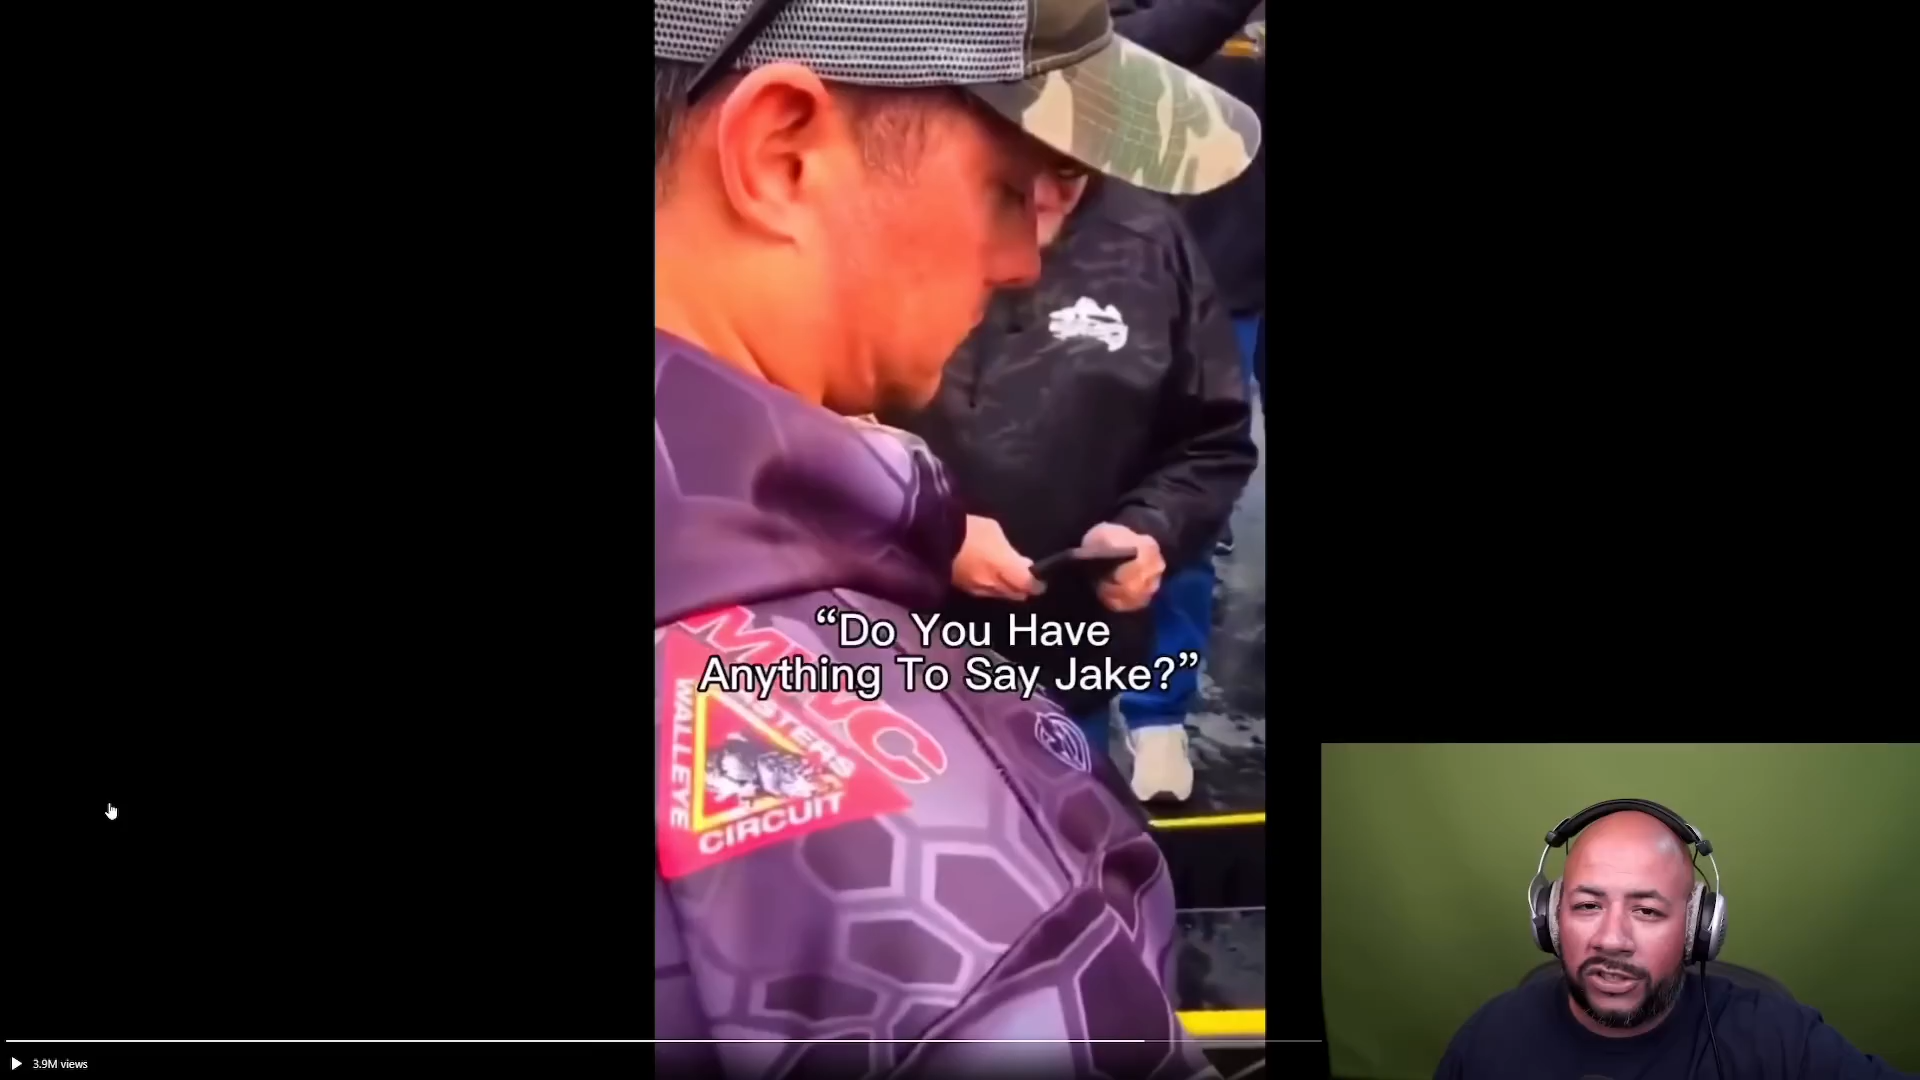 “Do You Have
Anything To Say Jake?”
MWC
MASTERS
WALLEYE
CIRCUIT
3.9M views